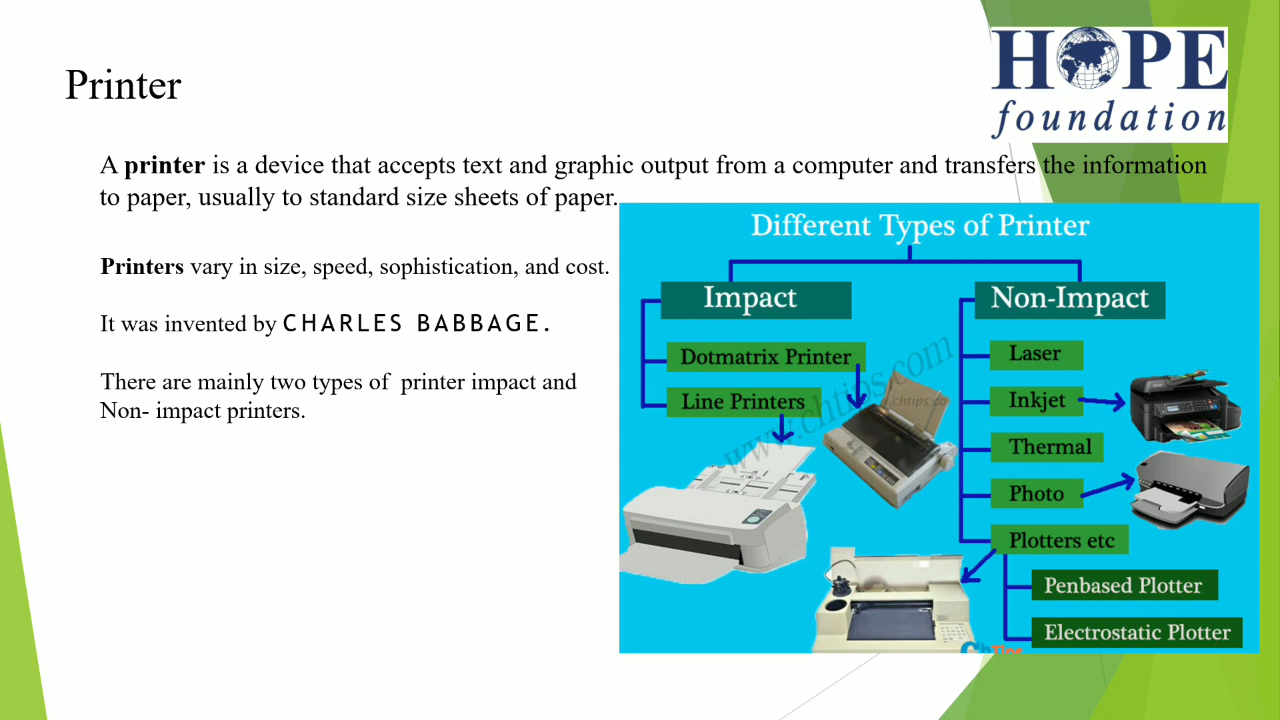 HOPE
foundation
Printer
A printer is a device that accepts text and graphic output from a computer and transfers the information
to paper, usually to standard size sheets of paper.
Printers vary in size, speed, sophistication, and cost.
It was invented by CHARLES BABBAGE.
There are mainly two types of printer impact and
Non- impact printers.
Different Types of Printer
Impact
Dotmatrix Printer
Line Printers
Non-Impact
Laser
Inkjet
Thermal
Photo
Plotters etc
Penbased Plotter
Electrostatic Plotter
www.chtips.com